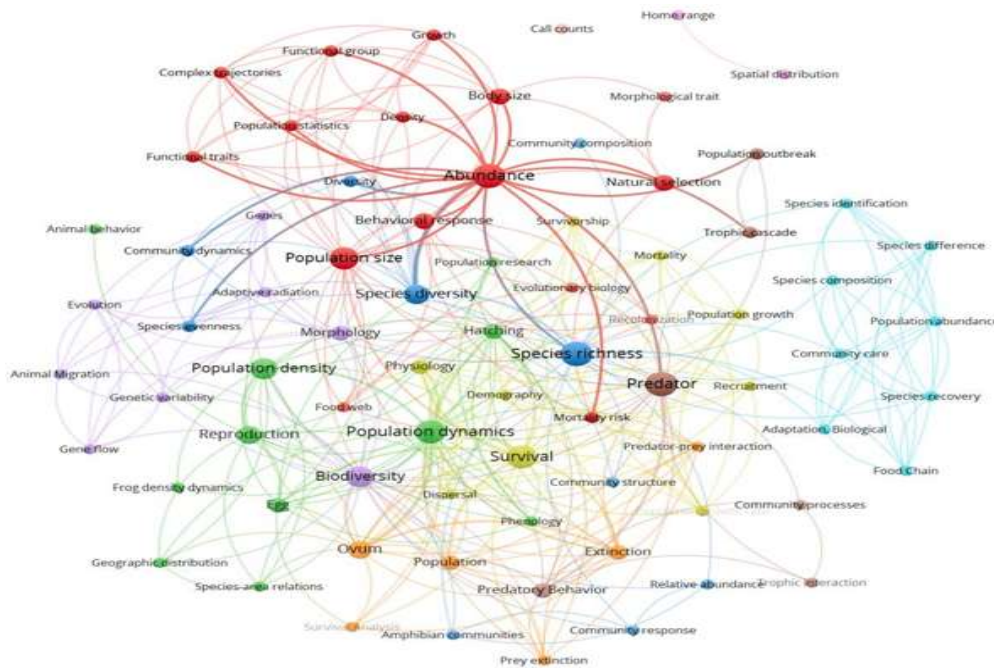 Home range
Call counts
Growth
Functional group
Complex trajectories
Spatial distribution
Body size
Morphological trait
Density
Population statistics
Community composition
Population outbreak
Functional traits
Abundance
Natural selection
Diversity
Species identification
Genes
Behavioral response
Survivorship
Animal behavior
Trophic cascade
Species difference
Community dynamics
Population size
Population research
Mortality
Species composition
Adaptive radiation
Species diversity
Evolutionary biology
Evolution
Population growth
Recolonization
Population abundance
Species evenness
Morphology
Hatching
Species richness
Community care
Population density
Physiology
Animal Migration
Predator
Recruitment
Genetic variability
Demography
Species recovery
Food web
Mortality risk
Reproduction
Population dynamics
Adaptation, Biological
Gene flow
Predator-prey interaction
Survival
Biodiversity
Food Chain
Frog density dynamics
Dispersal
Community structure
Egg
Community processes
Phenology
Ovum
Extinction
Geographic distribution
Population
Species-area relations
Predatory Behavior
Relative abundance
Trophic interaction
Survival Analysis
Amphibian communities
Community response
Prey extinction